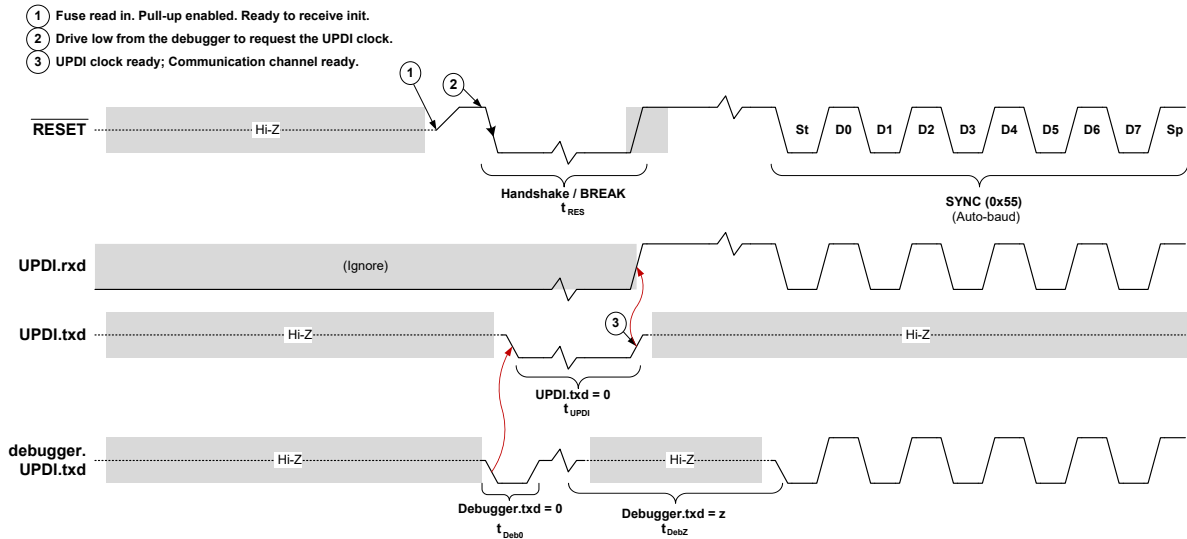 1 Fuse read in. Pull-up enabled. Ready to receive init.
2 Drive low from the debugger to request the UPDI clock.
3 UPDI clock ready; Communication channel ready.
1
2
RESET
Hi-Z
St D0 D1 D2 D3 D4 D5 D6 D7 Sp
Handshake / BREAK
tRES
SYNC (0x55)
(Auto-baud)
UPDI.rxd
(Ignore)
3
UPDI.txd
Hi-Z
Hi-Z
UPDI.txd = 0
tUPDI
debugger.
UPDI.txd
Hi-Z
Hi-Z
Debugger.txd = 0
tDeb0
Debugger.txd = z
tDebZ